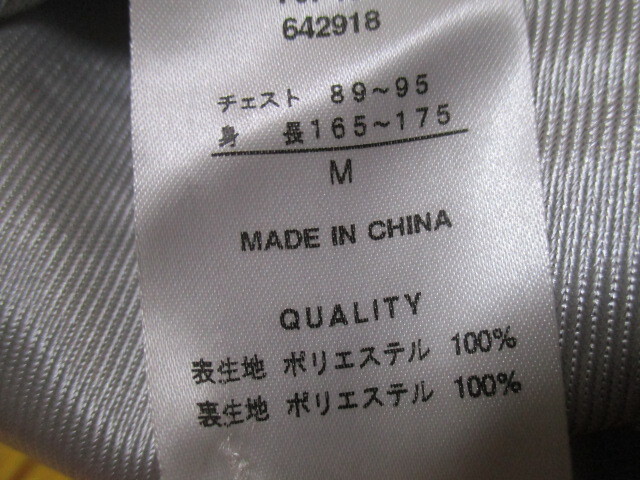 642918
チェスト 89~95
身 長165~175
M
MADE IN CHINA
QUALITY
表生地 ポリエステル 100%
裏生地 ポリエステル 100%